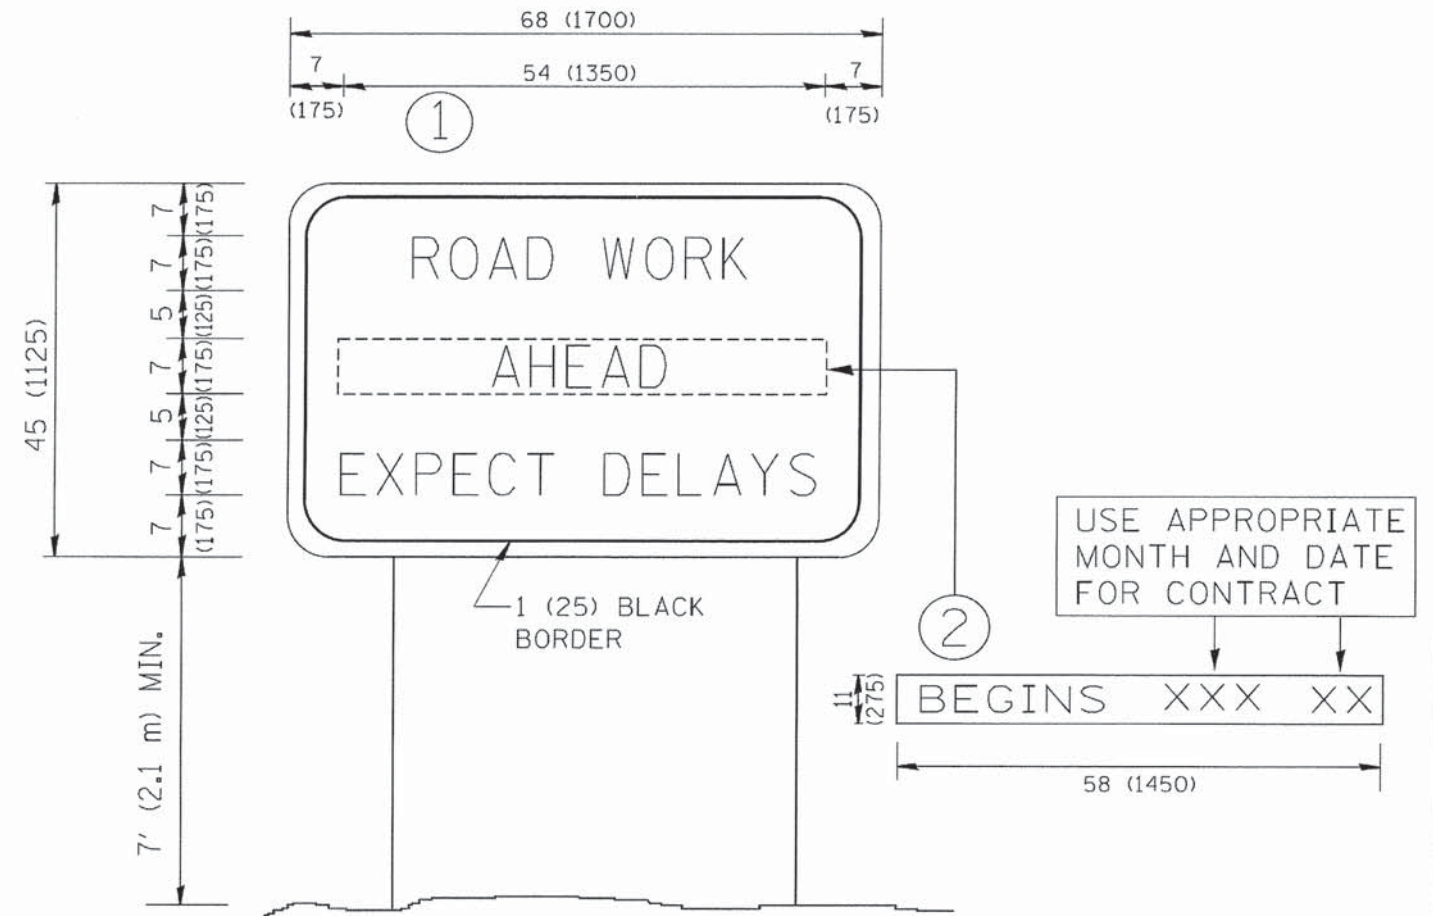 68 (1700)
7 54 (1350) 7
(175) (175)
1
45 (1125)
7 (175)
7 (175)
5 (125)
7 (175)
5 (125)
7 (175)
7 (175)
ROAD WORK
AHEAD
EXPECT DELAYS
1 (25) BLACK
BORDER
7' (2.1 m) MIN.
2
USE APPROPRIATE
MONTH AND DATE
FOR CONTRACT
11
(275)
BEGINS XXX XX
58 (1450)